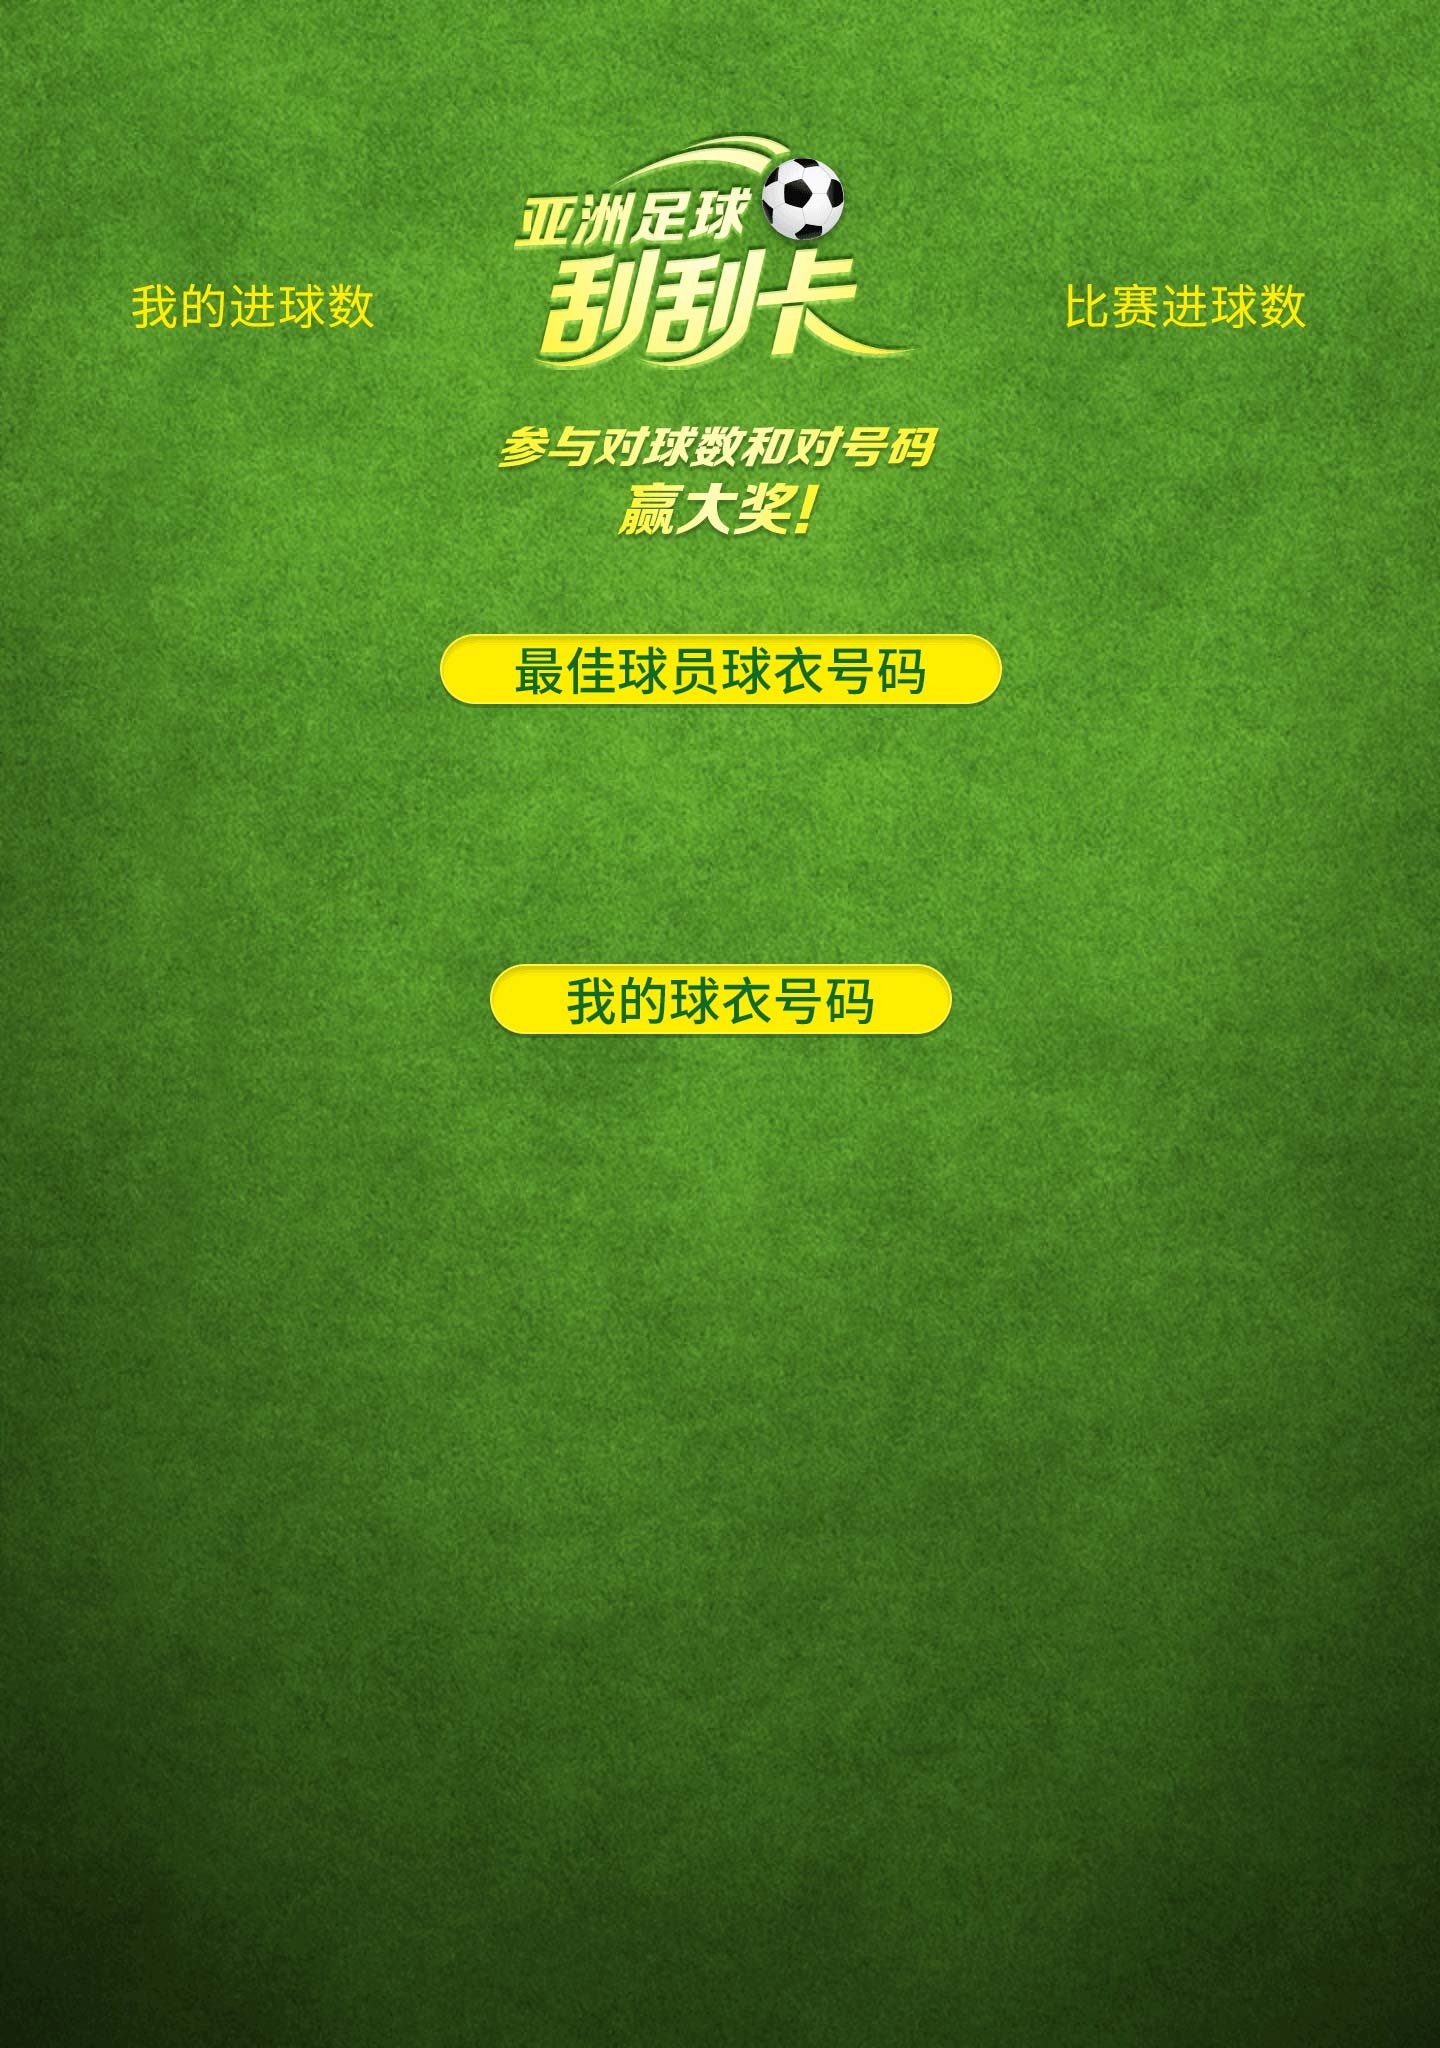 亚洲足球
刮刮卡
我的进球数
比赛进球数
参与对球数和对号码
赢大奖!
最佳球员球衣号码
我的球衣号码